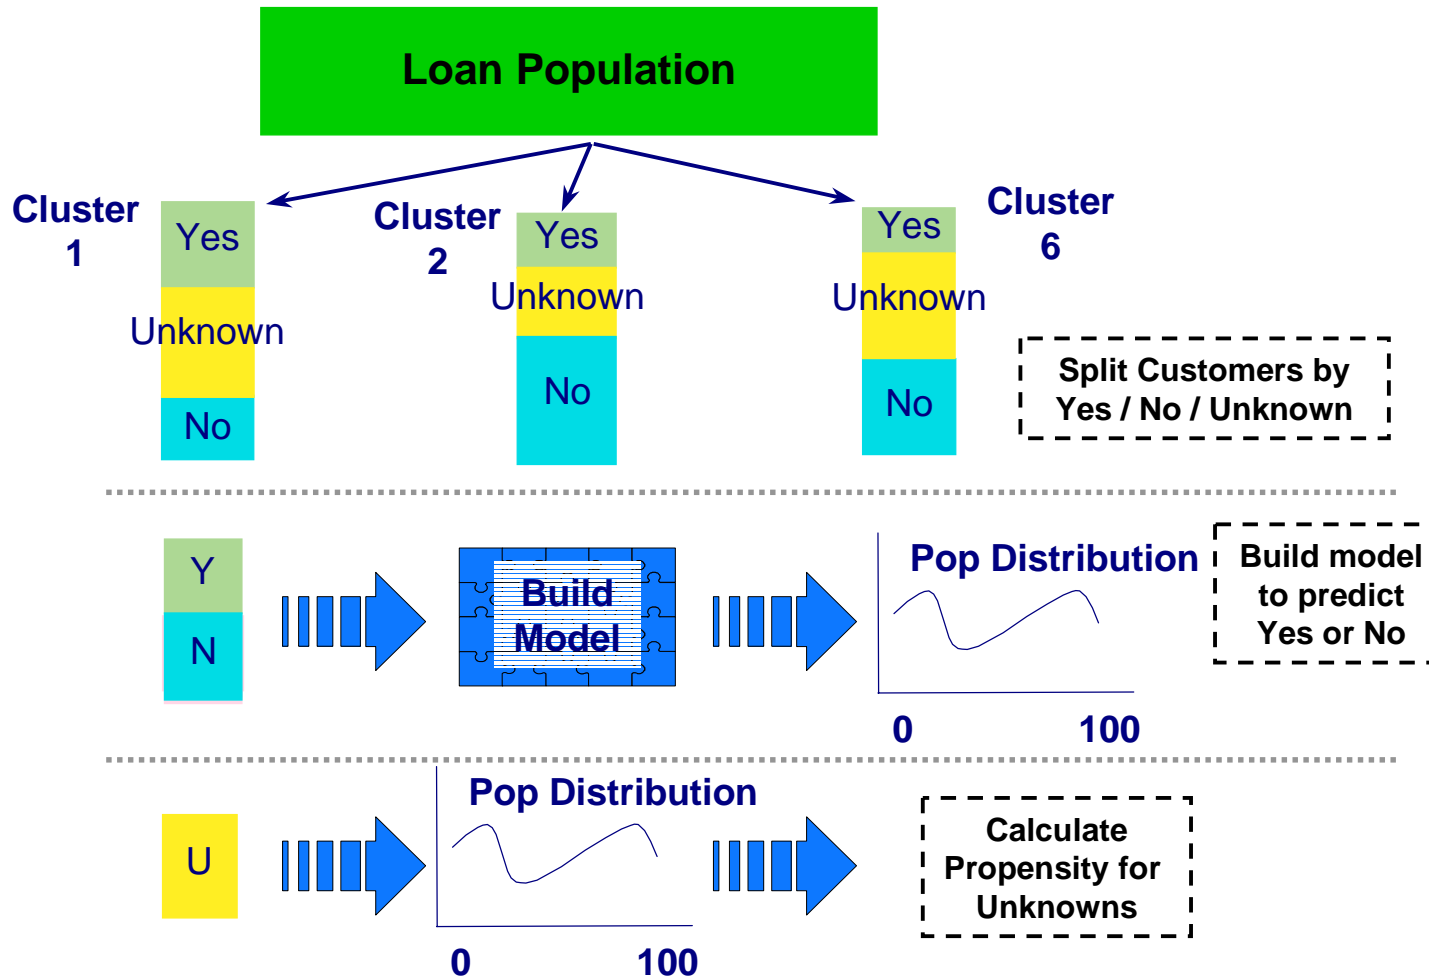 Loan Population
Cluster
1
Yes
Unknown
No
Cluster
2
Yes
Unknown
No
Yes
Unknown
No
Cluster
6
Split Customers by
Yes / No / Unknown
Y
N
Build
Model
Pop Distribution
0
100
Build model
to predict
Yes or No
U
Pop Distribution
0
100
Calculate
Propensity for
Unknowns